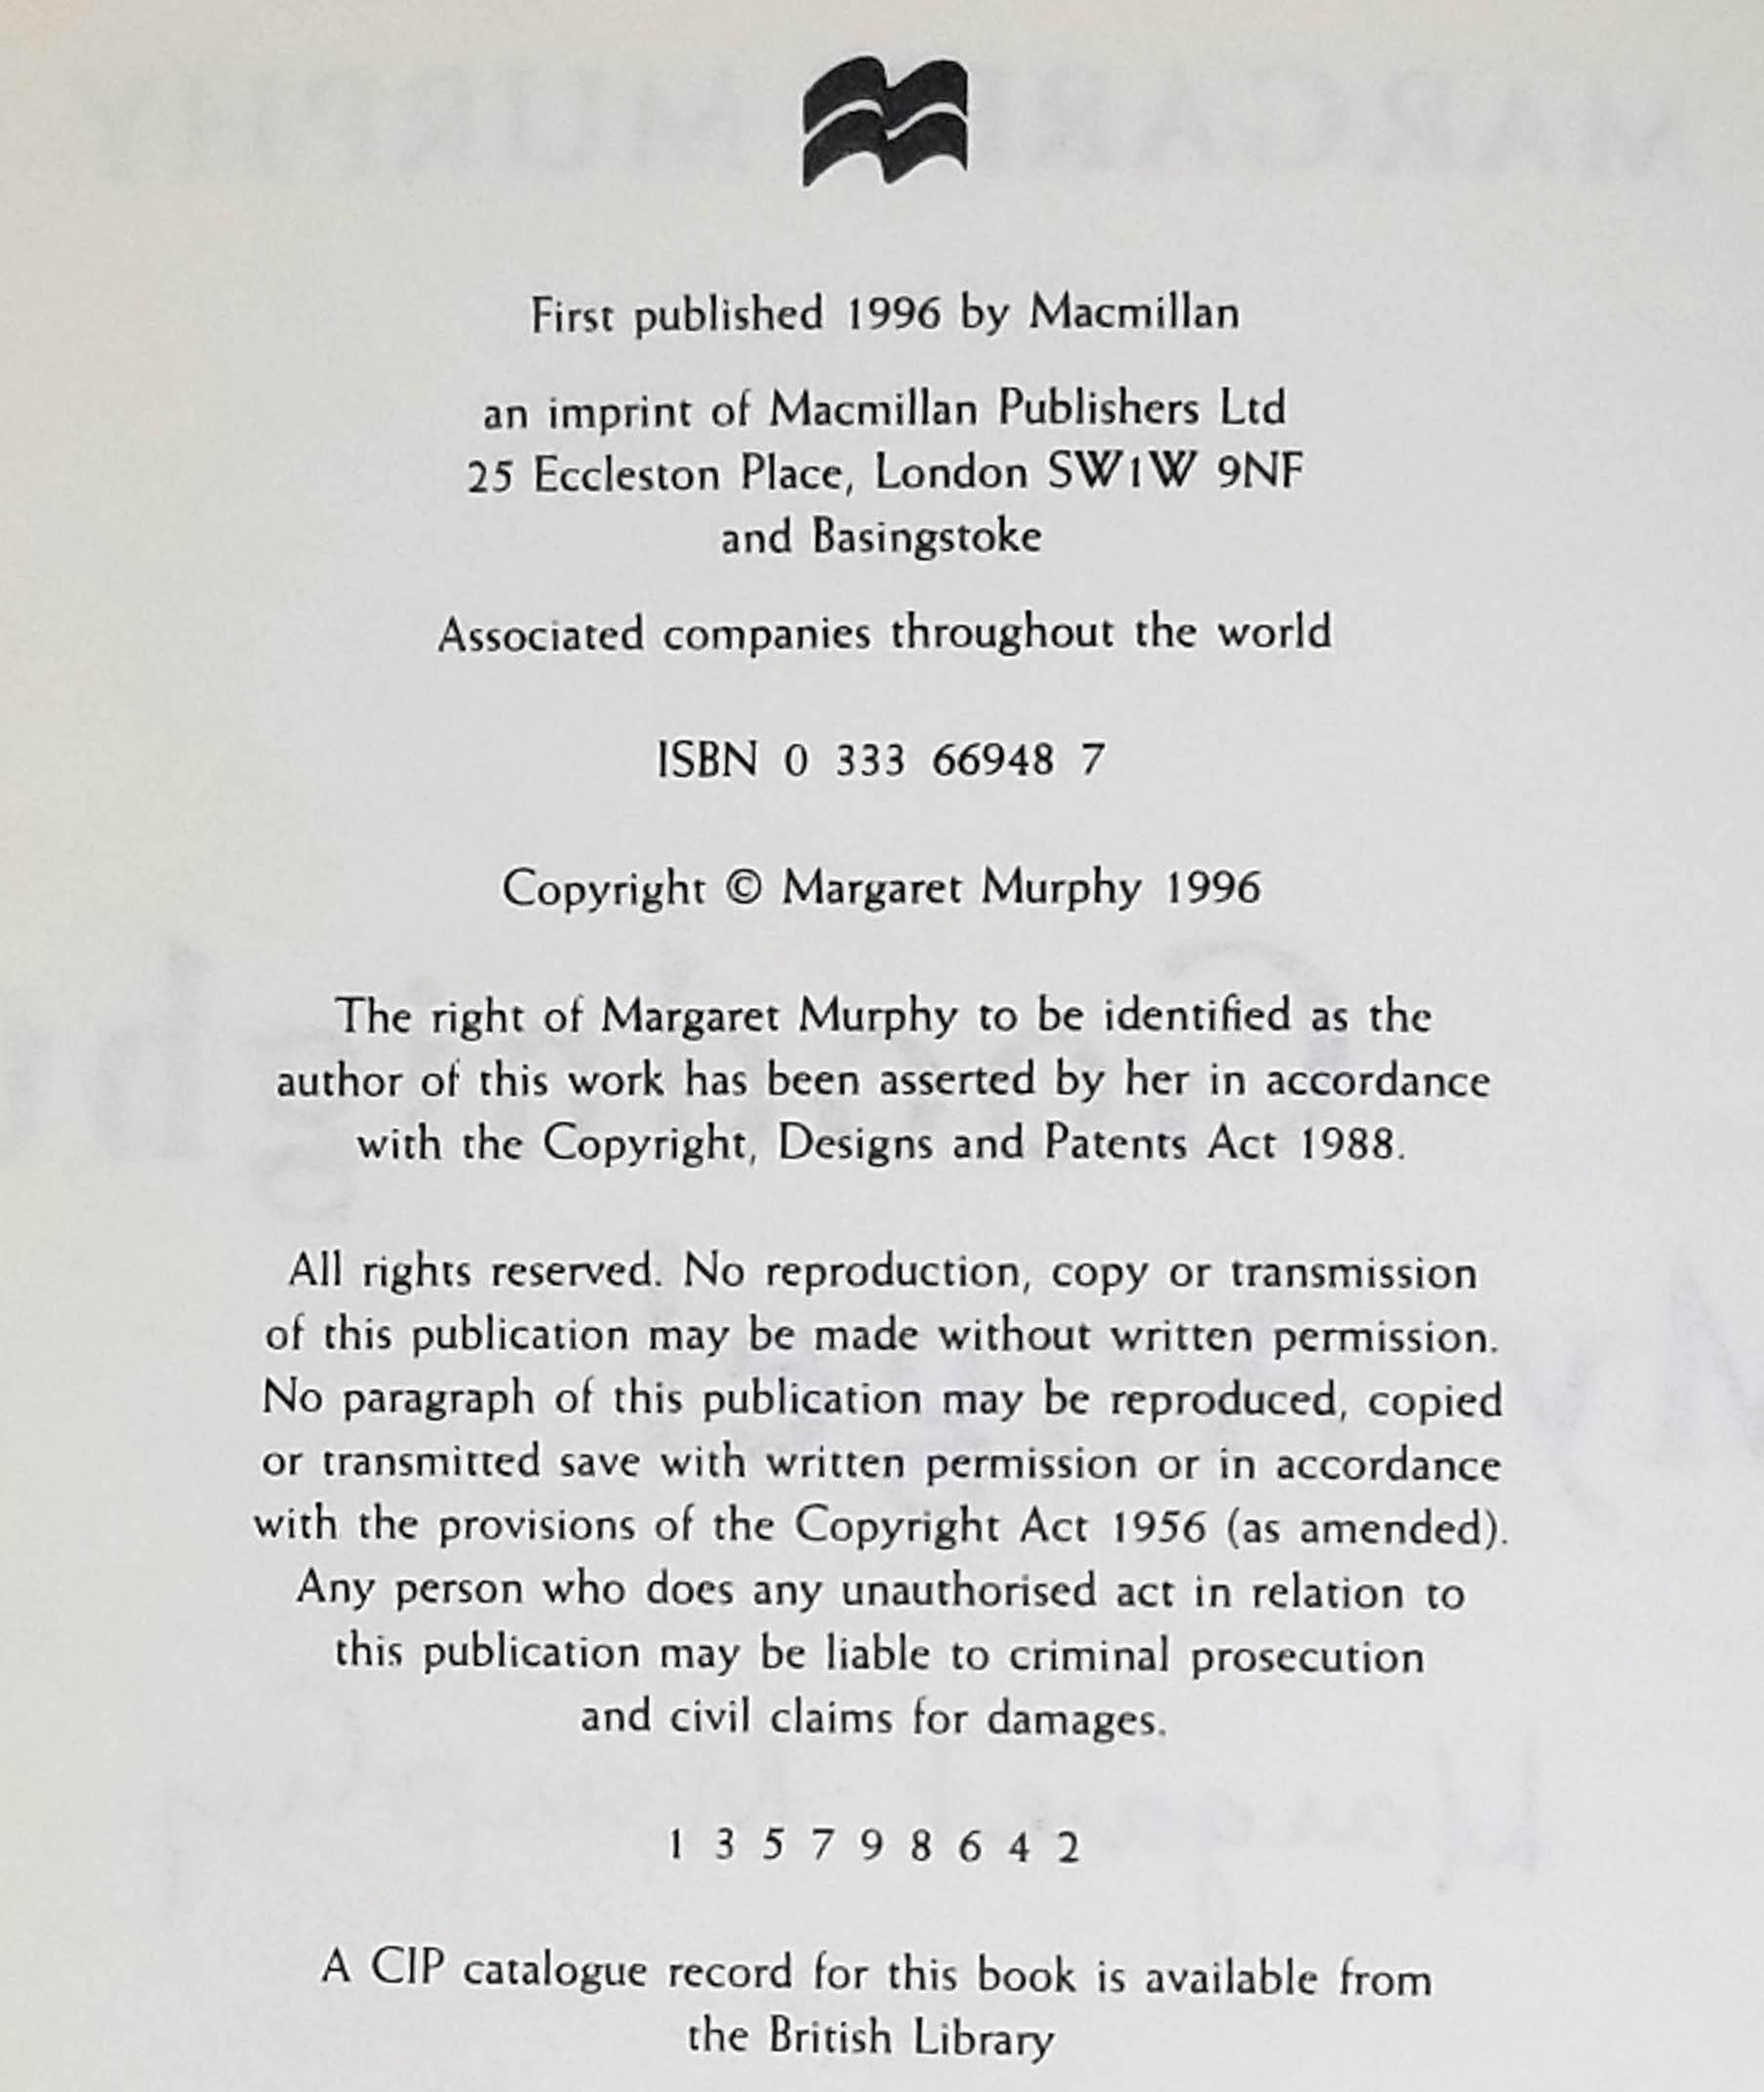 First published 1996 by Macmillan
an imprint of Macmillan Publishers Ltd
25 Eccleston Place, London SW1W 9NF
and Basingstoke
Associated companies throughout the world
ISBN 0 333 66948 7
Copyright © Margaret Murphy 1996
The right of Margaret Murphy to be identified as the
author of this work has been asserted by her in accordance
with the Copyright, Designs and Patents Act 1988.
All rights reserved. No reproduction, copy or transmission
of this publication may be made without written permission.
No paragraph of this publication may be reproduced, copied
or transmitted save with written permission or in accordance
with the provisions of the Copyright Act 1956 (as amended).
Any person who does any unauthorised act in relation to
this publication may be liable to criminal prosecution
and civil claims for damages.
1 3 5 7 9 8 6 4 2
A CIP catalogue record for this book is available from
the British Library